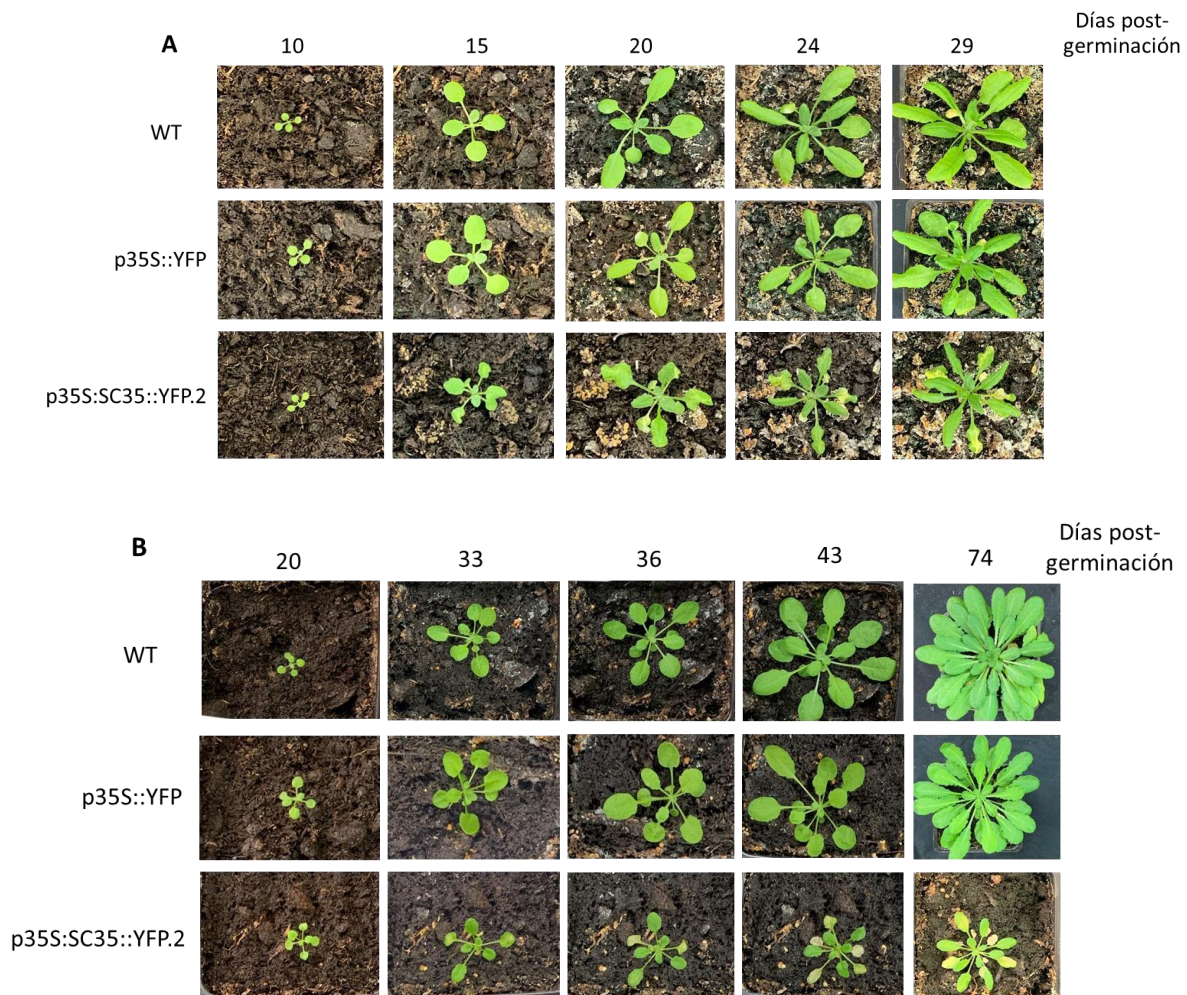 A
10 15 20 24 29
Días post-
germinación
WT
p35S::YFP
p35S:SC35::YFP.2
B
20 33 36 43 74
Días post-
germinación
WT
p35S::YFP
p35S:SC35::YFP.2